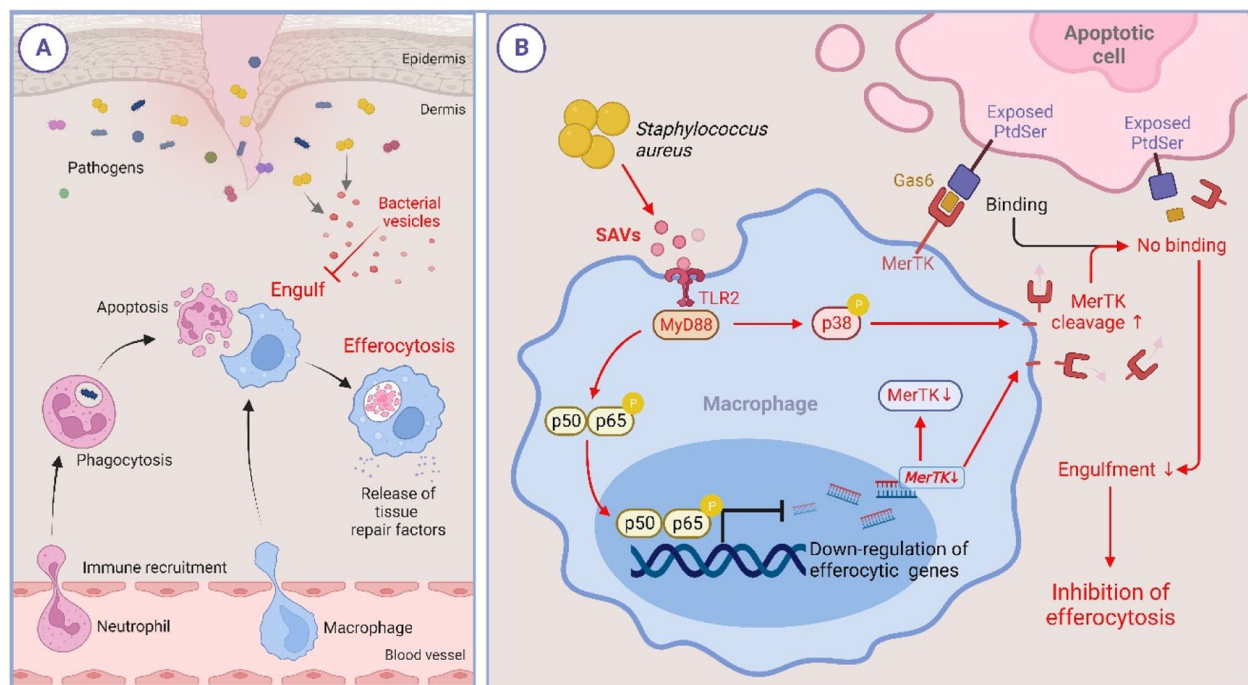 A
Epidermis
Dermis
Pathogens
Bacterial
vesicles
Engulf
Apoptosis
Efferocytosis
Phagocytosis
Release of
tissue
repair factors
Immune recruitment
Neutrophil
Macrophage
Blood vessel
B
Apoptotic
cell
Staphylococcus
aureus
Exposed
PtdSer
Exposed
PtdSer
Gas6
Binding
SAVs
MerTK
No binding
TLR2
MyD88
p38
P
MerTK
cleavage ↑
Macrophage
MerTK↓
p50
p65
P
Engulfment ↓
MerTK↓
p50
p65
P
Down-regulation of
efferocytic genes
Inhibition of
efferocytosis